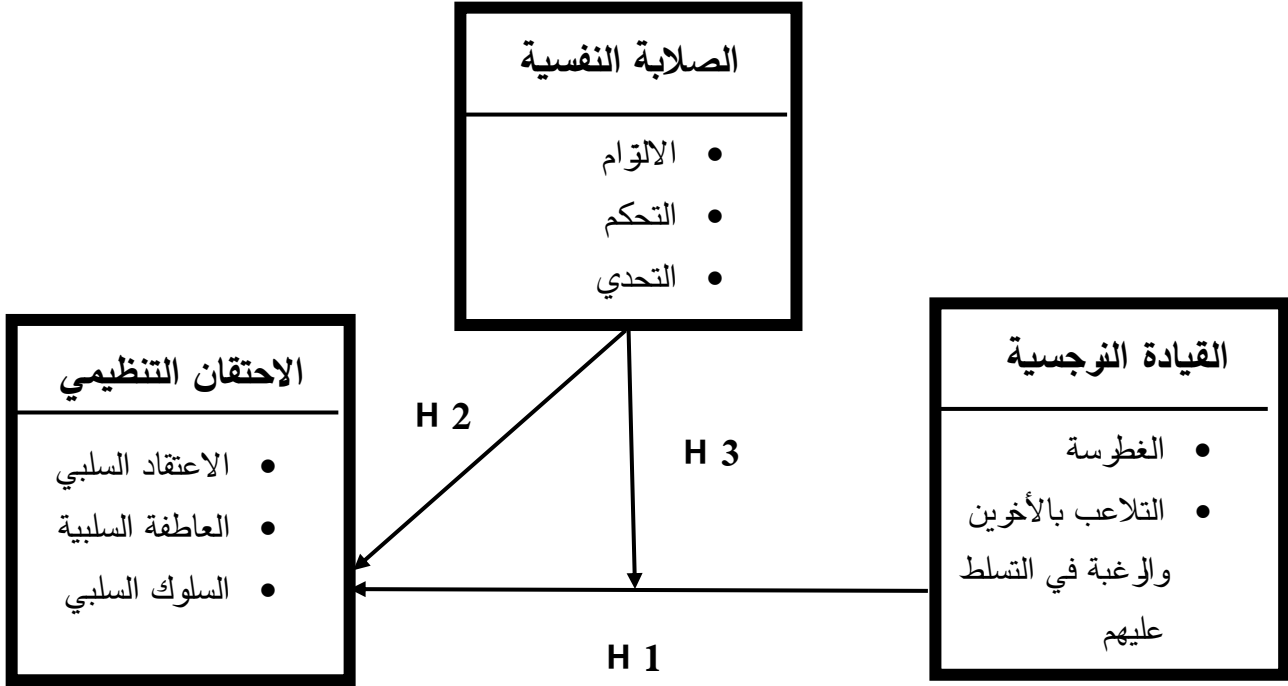 الصلابة النفسية
الالتزام
التحكم
التحدي
القيادة النرجسية
الغطرسة
التلاعب بالأخرين
والرغبة في التسلط
عليهم
الاحتقان التنظيمي
الاعتقاد السلبي
العاطفة السلبية
السلوك السلبي
H 2
H 3
H 1